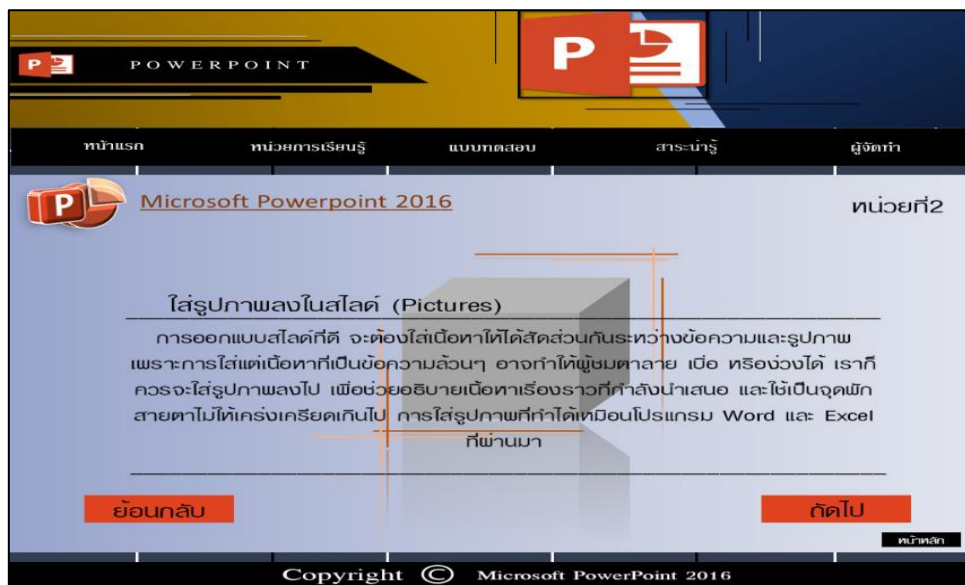 P
P POWERPOINT
หน้าแรก หน่วยการเรียนรู้ แบบทดสอบ สาระน่ารู้ ผู้จัดทำ
P Microsoft Powerpoint 2016 หน่วยที่2
ใส่รูปภาพลงในสไลด์ (Pictures)
การออกแบบสไลด์ที่ดี จะต้องใส่เนื้อหาให้ได้สัดส่วนกันระหว่างข้อความและรูปภาพ
เพราะการใส่แต่เนื้อหาที่เป็นข้อความล้วนๆ อาจทำให้ผู้ชมตาลาย เบื่อ หรือง่วงได้ เราก็
ควรจะใส่รูปภาพลงไป เพื่อช่วยอธิบายเนื้อหาเรื่องราวที่กำลังนำเสนอ และใช้เป็นจุดพัก
สายตาไม่ให้เคร่งเครียดเกินไป การใส่รูปภาพที่ทำได้เหมือนโปรแกรม Word และ Excel
ที่ผ่านมา
ย้อนกลับ ถัดไป
หน้าหลัก
Copyright © Microsoft PowerPoint 2016